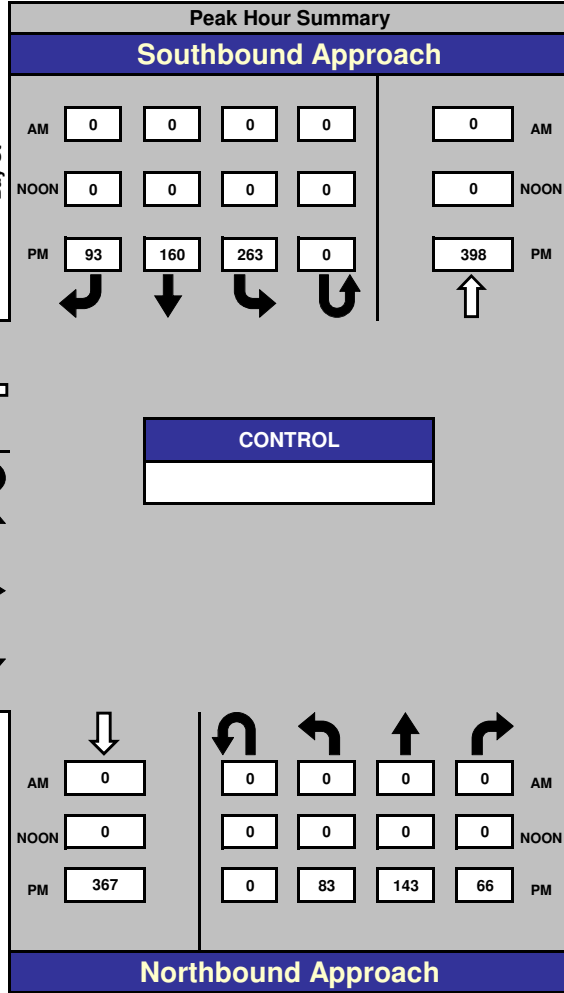 Peak Hour Summary
Southbound Approach
AM 0 0 0 0 0 AM
NOON 0 0 0 0 0 NOON
PM 93 160 263 0 398 PM
CONTROL
AM 0 0 0 0 0 AM
NOON 0 0 0 0 0 NOON
PM 367 0 83 143 66 PM
Northbound Approach